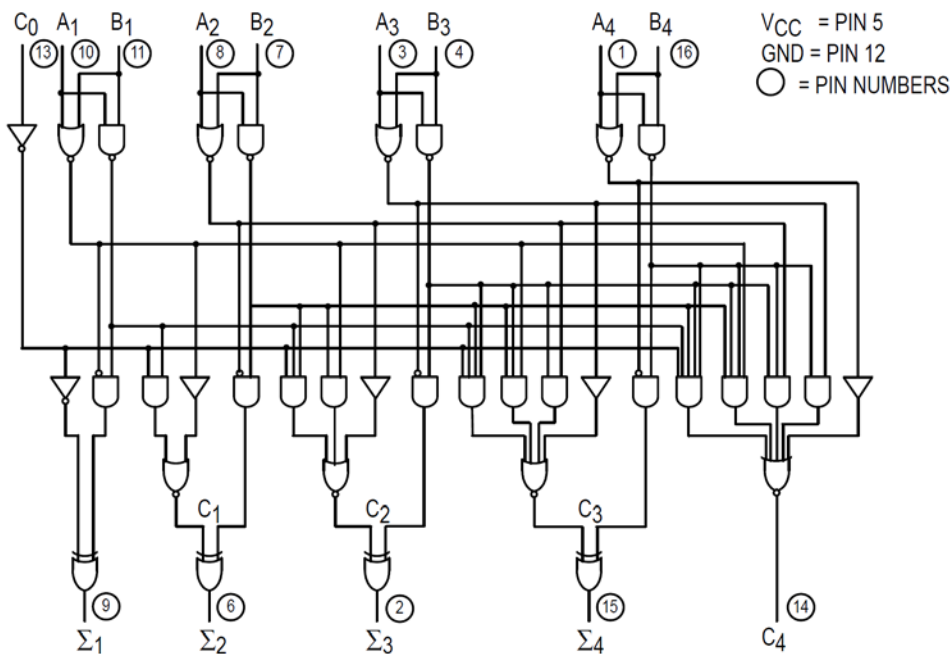 C₀ A₁ B₁ A₂ B₂ A₃ B₃ A₄ B₄
13 10 11 8 7 3 4 1 16
V_CC = PIN 5
GND = PIN 12
= PIN NUMBERS
C₁ C₂ C₃
9 6 2 15 14
Σ₁ Σ₂ Σ₃ Σ₄ C₄